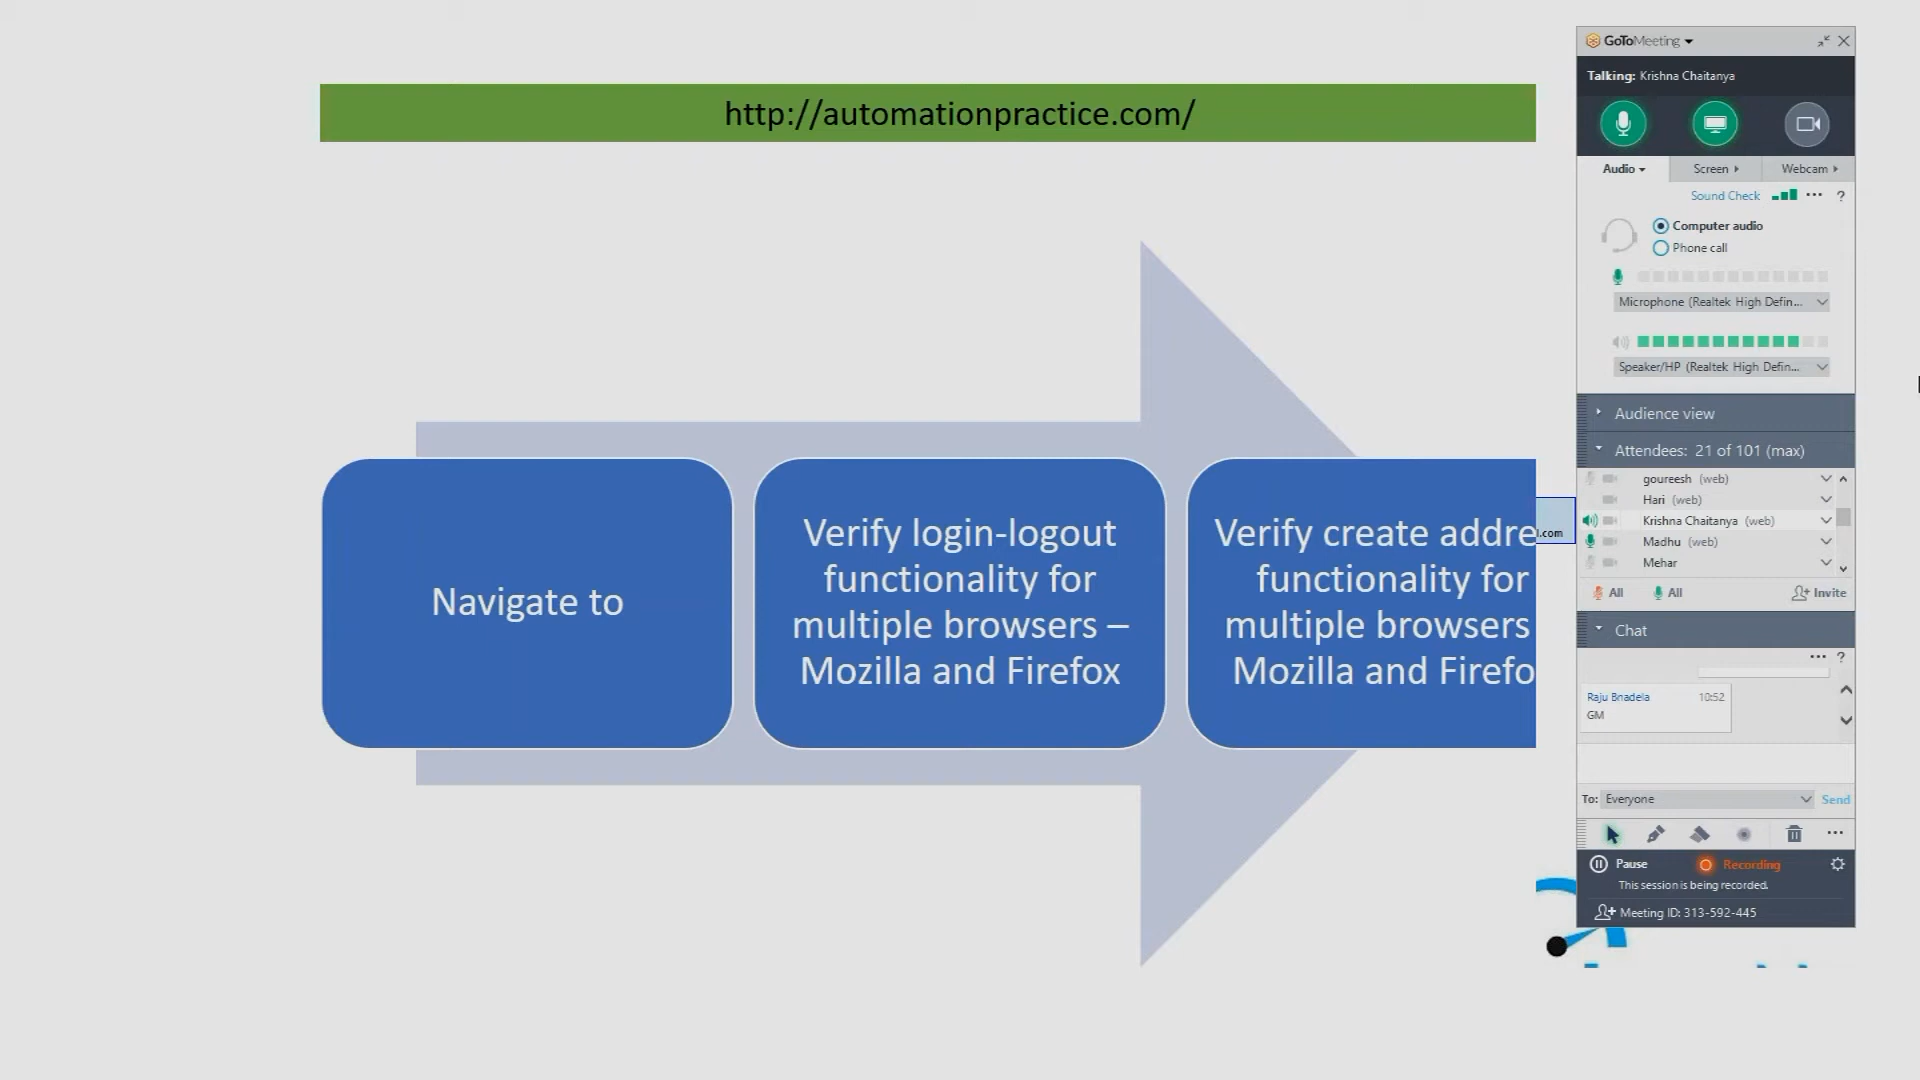 http://automationpractice.com/
Navigate to
Verify login-logout
functionality for
multiple browsers –
Mozilla and Firefox
Verify create addre
functionality for
multiple browsers
Mozilla and Firefo
.com
GoToMeeting
Talking: Krishna Chaitanya
Audio
Screen
Webcam
Sound Check
?
Computer audio
Phone call
Microphone (Realtek High Defin...
Speaker/HP (Realtek High Defin...
Audience view
Attendees: 21 of 101 (max)
goureesh (web)
Hari (web)
Krishna Chaitanya (web)
Madhu (web)
Mehar
All
All
Invite
Chat
?
Raju Bnadela 10:52
GM
To: Everyone
Send
Pause
Recording
This session is being recorded.
Meeting ID: 313-592-445